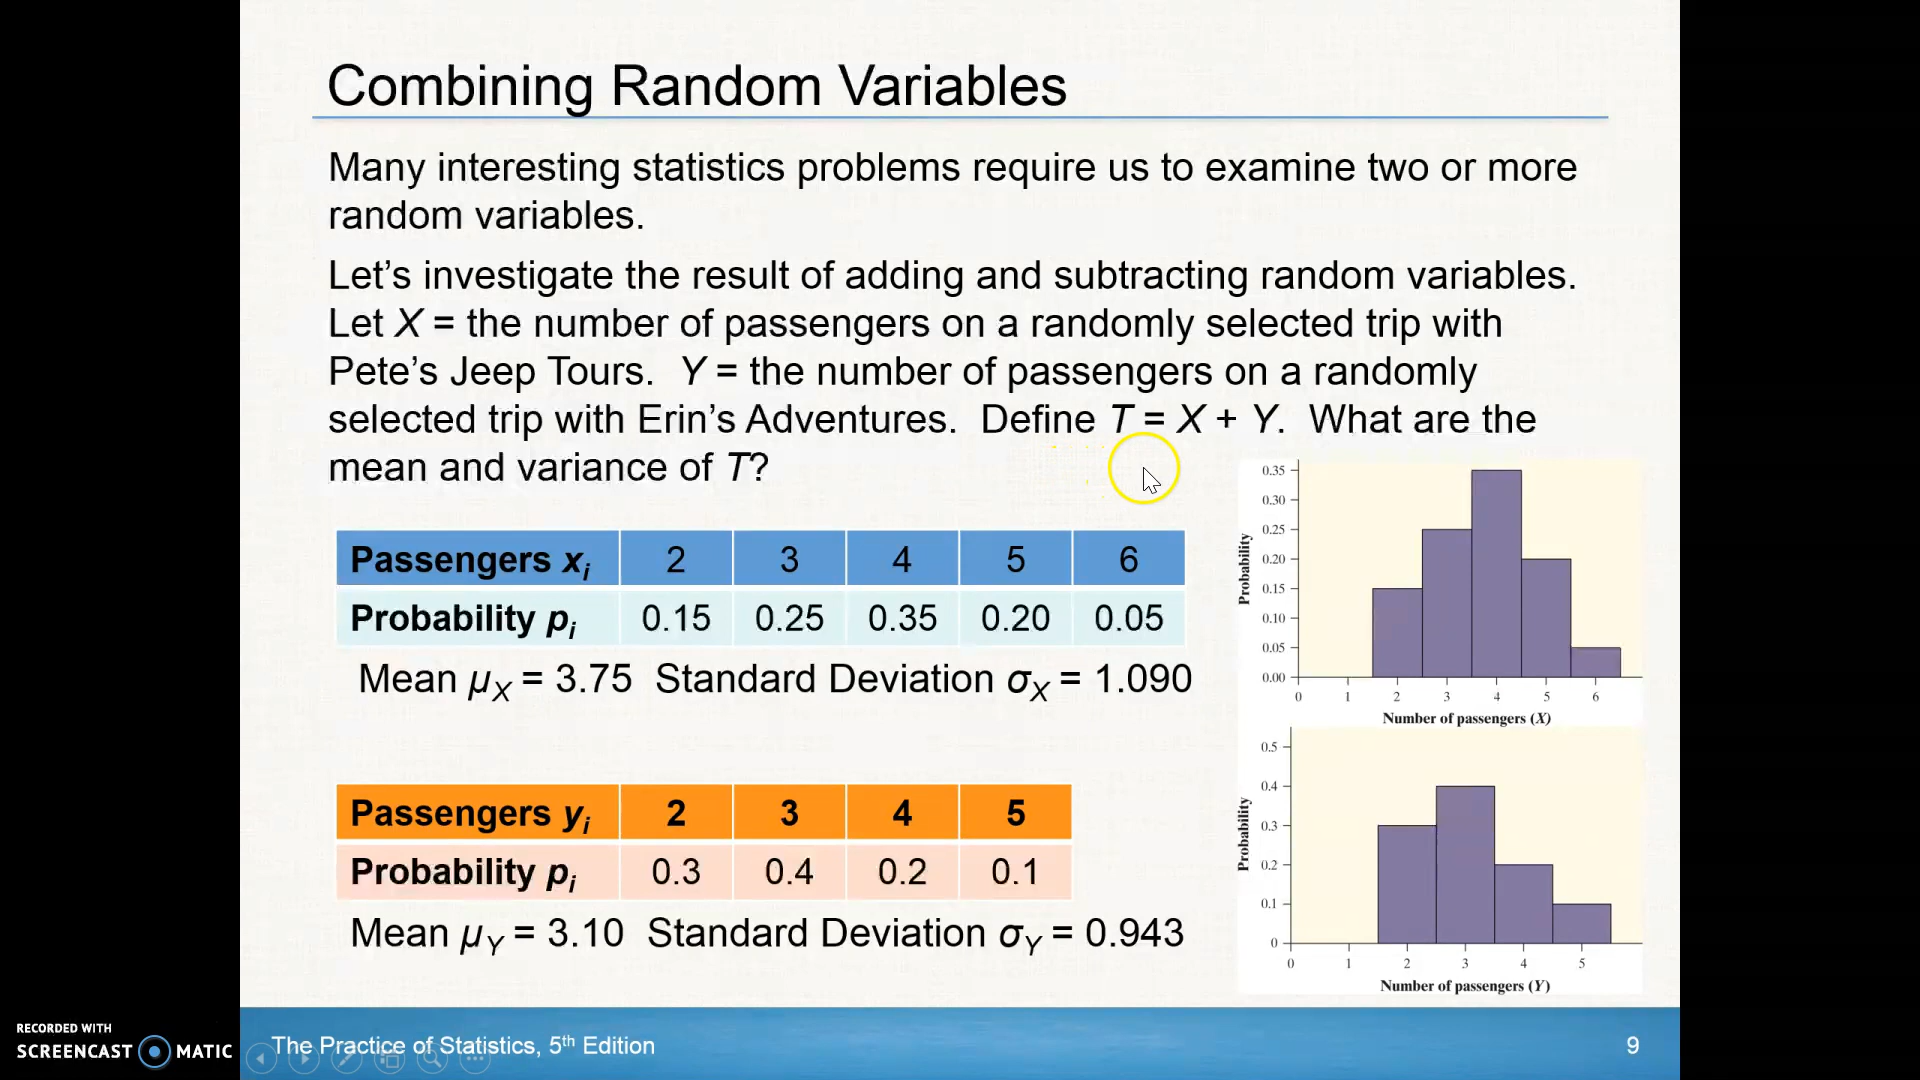 Combining Random Variables
Many interesting statistics problems require us to examine two or more
random variables.
Let’s investigate the result of adding and subtracting random variables.
Let X = the number of passengers on a randomly selected trip with
Pete’s Jeep Tours. Y = the number of passengers on a randomly
selected trip with Erin’s Adventures. Define T = X + Y. What are the
mean and variance of T?
Passengers xi 2 3 4 5 6
Probability pi 0.15 0.25 0.35 0.20 0.05
Mean μX = 3.75 Standard Deviation σX = 1.090
Passengers yi 2 3 4 5
Probability pi 0.3 0.4 0.2 0.1
Mean μY = 3.10 Standard Deviation σY = 0.943
Probability
0.35
0.30
0.25
0.20
0.15
0.10
0.05
0.00
0 1 2 3 4 5 6
Number of passengers (X)
Probability
0.5
0.4
0.3
0.2
0.1
0
0 1 2 3 4 5
Number of passengers (Y)
RECORDED WITH
SCREENCAST MATIC
The Practice of Statistics, 5th Edition
9